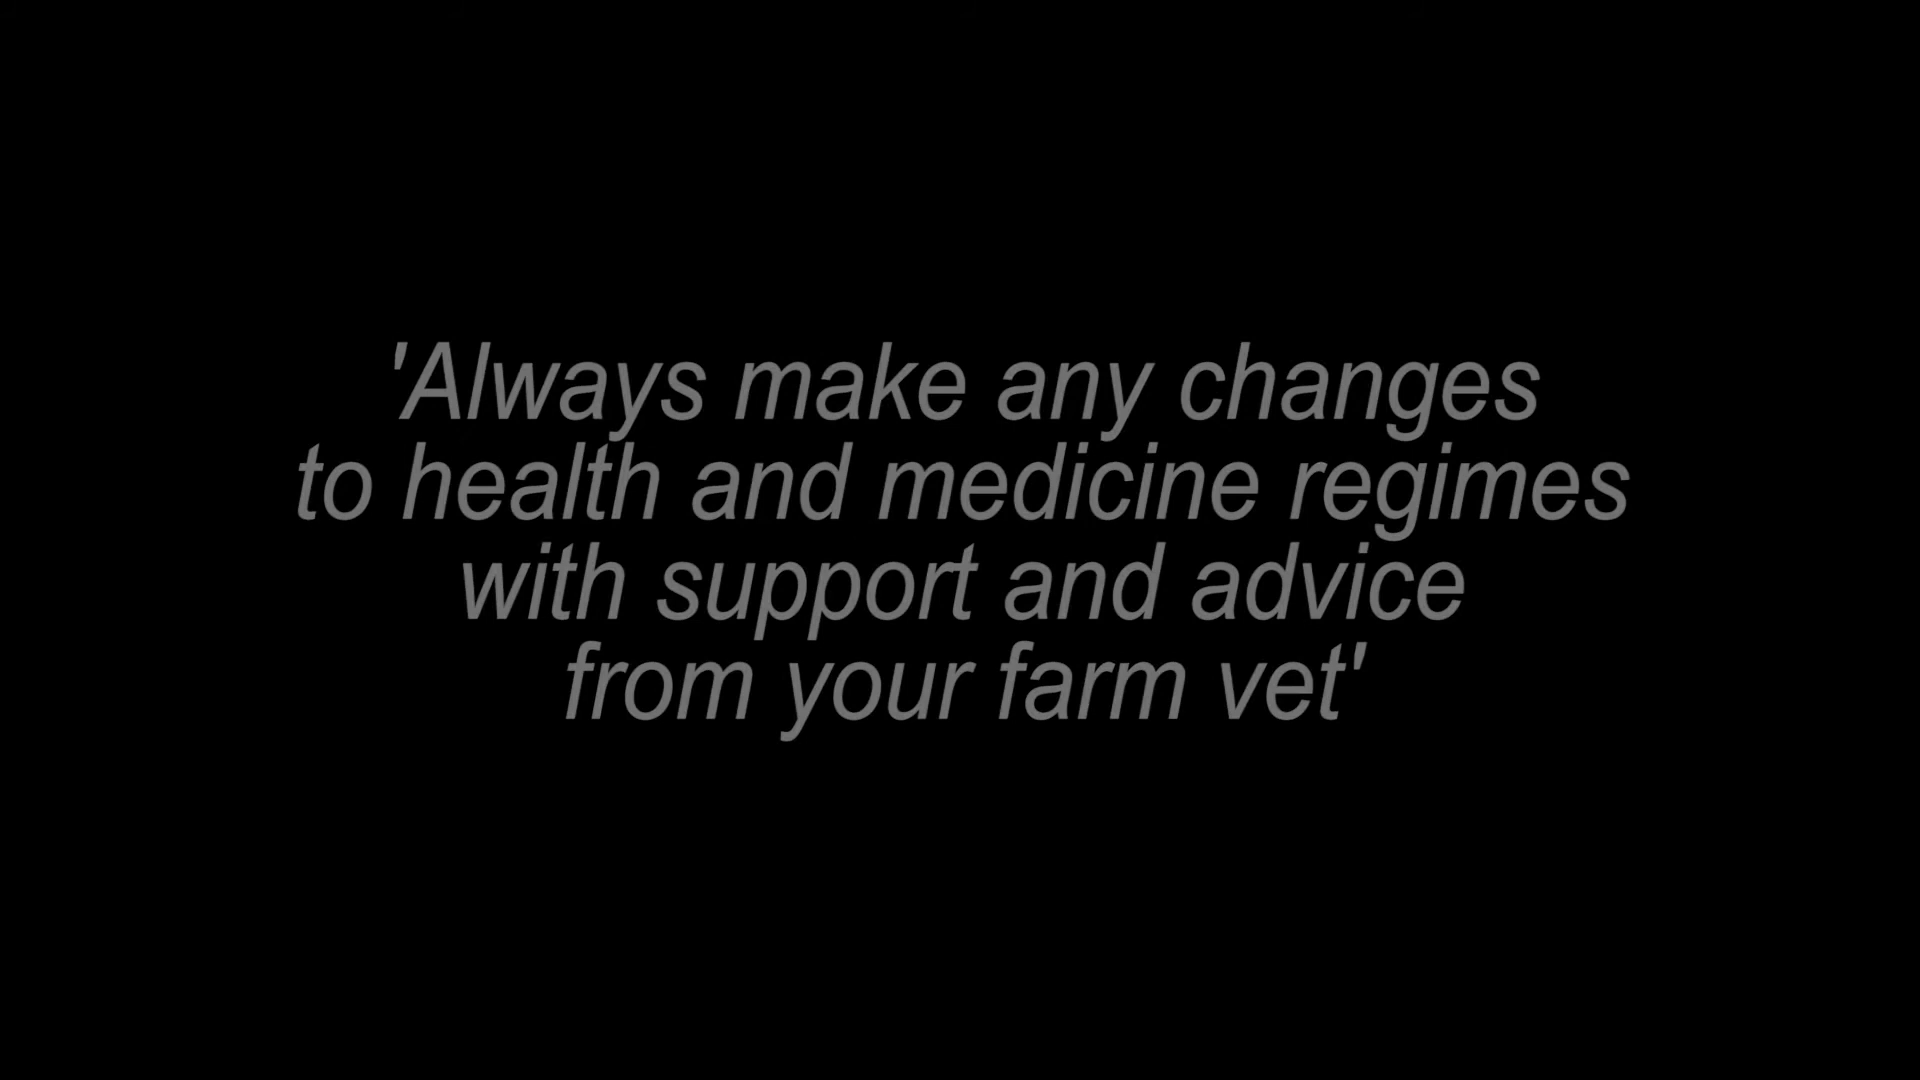 'Always make any changes
to health and medicine regimes
with support and advice
from your farm vet'